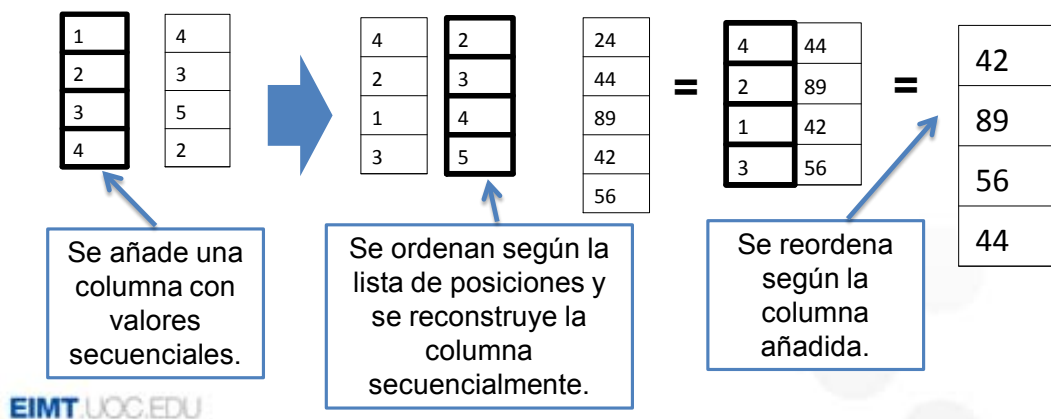 1 4
2 3
3 5
4 2
4 2 24
2 3 44
1 4 89
3 5 42
56
=
4 44
2 89
1 42
3 56
=
42
89
56
44
Se añade una
columna con
valores
secuenciales.
Se ordenan según la
lista de posiciones y
se reconstruye la
columna
secuencialmente.
Se reordena
según la
columna
añadida.
EIMT.UOC.EDU